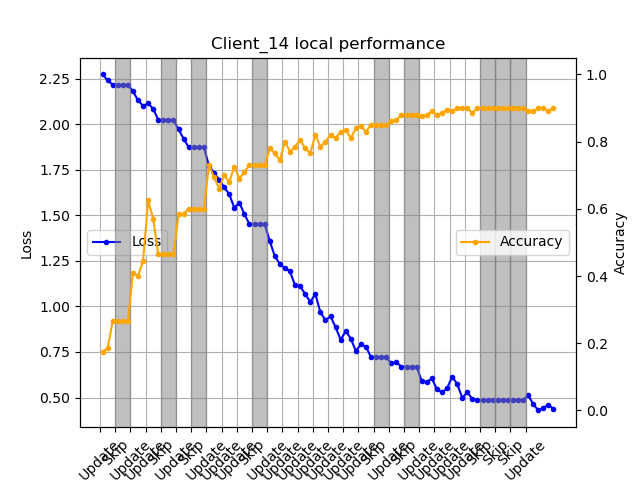 Client_14 local performance
2.25
2.00
1.75
1.50
1.25
1.00
0.75
0.50
Loss
1.0
0.8
0.6
0.4
0.2
0.0
Accuracy
Loss
Accuracy
Update
Skip
Update
Update
Skip
Update
Skip
Update
Update
Update
Skip
Update
Update
Update
Update
Update
Update
Update
Skip
Update
Skip
Update
Update
Update
Update
Skip
Skip
Skip
Update